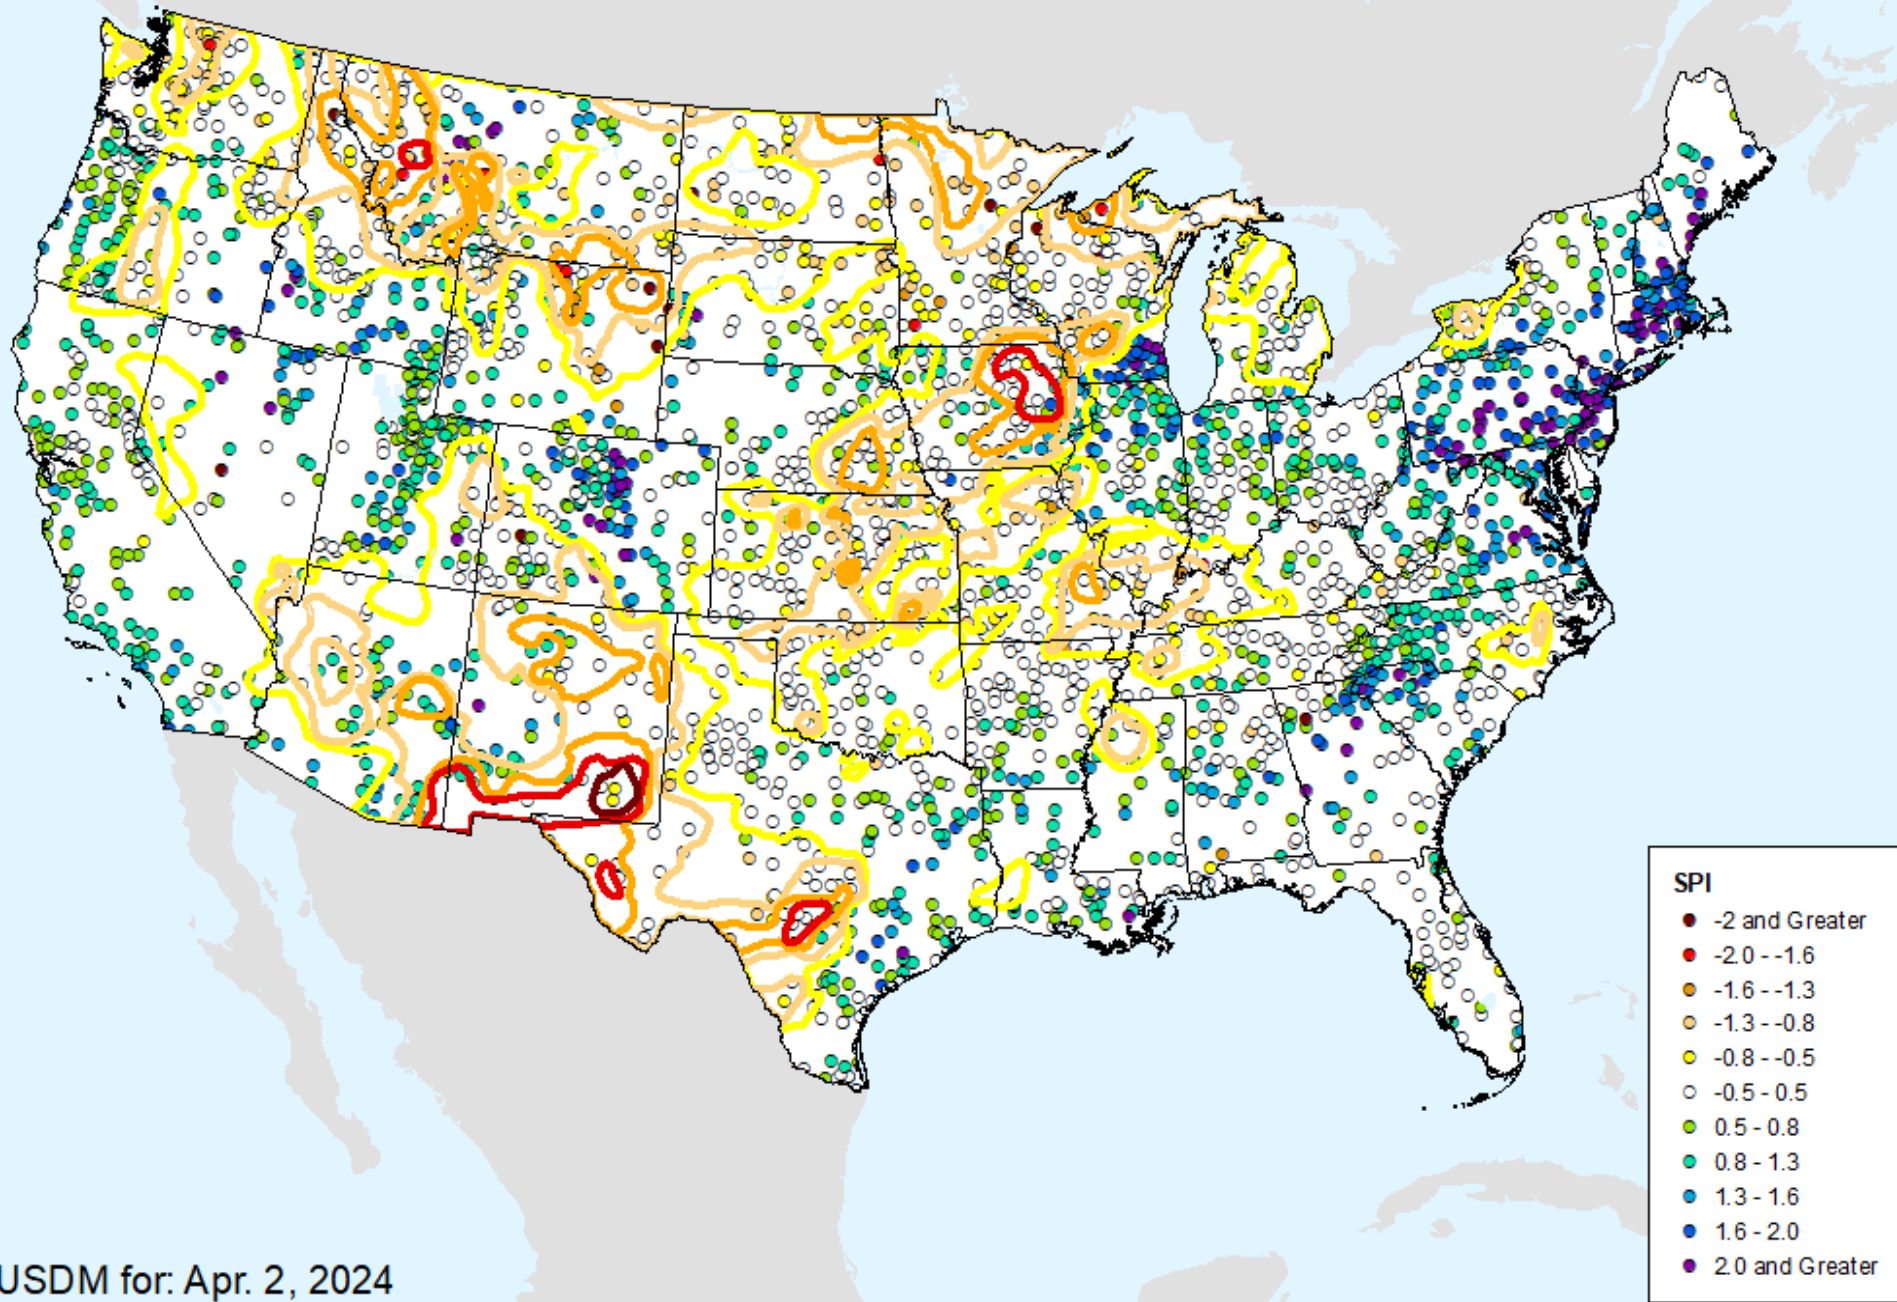 SPI
-2 and Greater
-2.0 - -1.6
-1.6 - -1.3
-1.3 - -0.8
-0.8 - -0.5
-0.5 - 0.5
0.5 - 0.8
0.8 - 1.3
1.3 - 1.6
1.6 - 2.0
2.0 and Greater
USDM for: Apr. 2, 2024